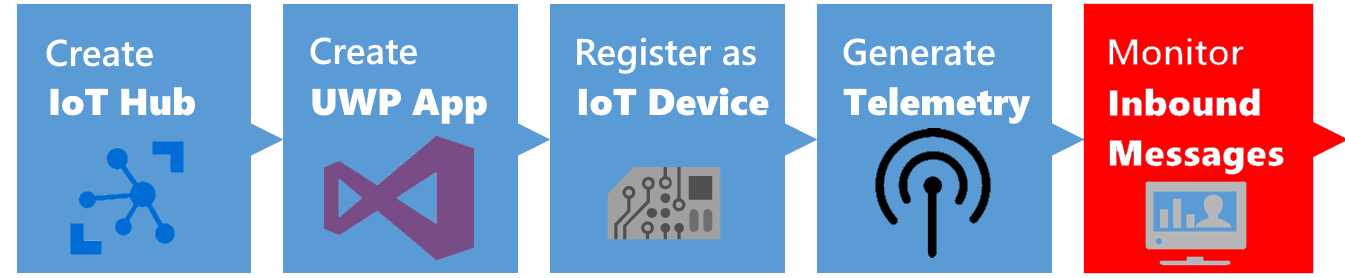 Create
IoT Hub
Create
UWP App
Register as
IoT Device
Generate
Telemetry
Monitor
Inbound
Messages